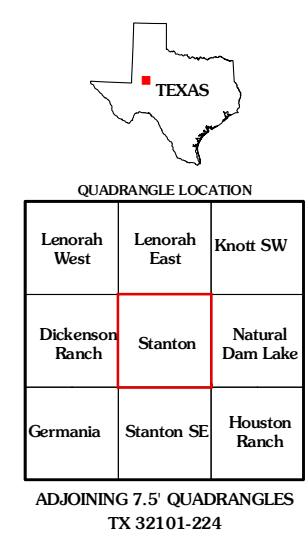 TEXAS
QUADRANGLE LOCATION
Lenorah
West
Lenorah
East
Knott SW
Dickenson
Ranch
Stanton
Natural
Dam Lake
Germania
Stanton SE
Houston
Ranch
ADJOINING 7.5' QUADRANGLES
TX 32101-224